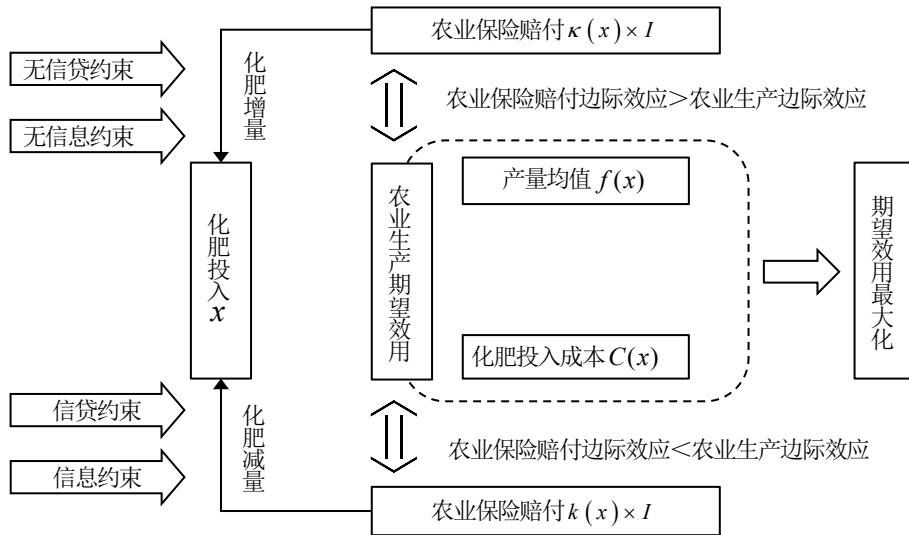 农业保险赔付κ(x)×I
无信贷约束
化肥增量
农业保险赔付边际效应＞农业生产边际效应
无信息约束
产量均值f(x)
化肥投入x
农业生产期望效用
期望效用最大化
化肥投入成本C(x)
信贷约束
化肥减量
农业保险赔付边际效应＜农业生产边际效应
信息约束
农业保险赔付k(x)×I